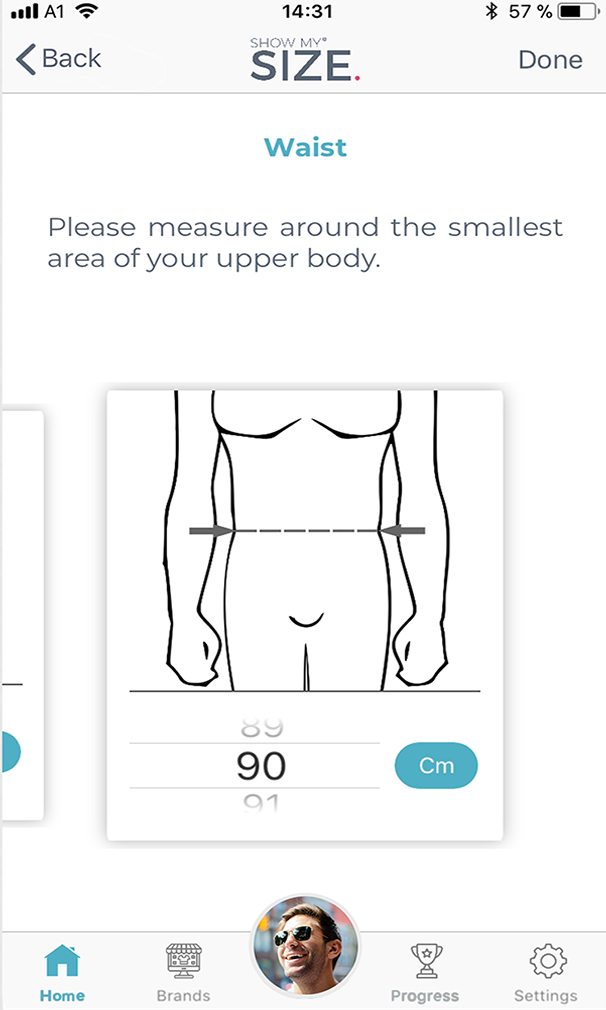 A1 14:31 57 %
Back SHOW MY® Done
SIZE.
Waist
Please measure around the smallest
area of your upper body.
89
90 Cm
91
Home Brands Progress Settings